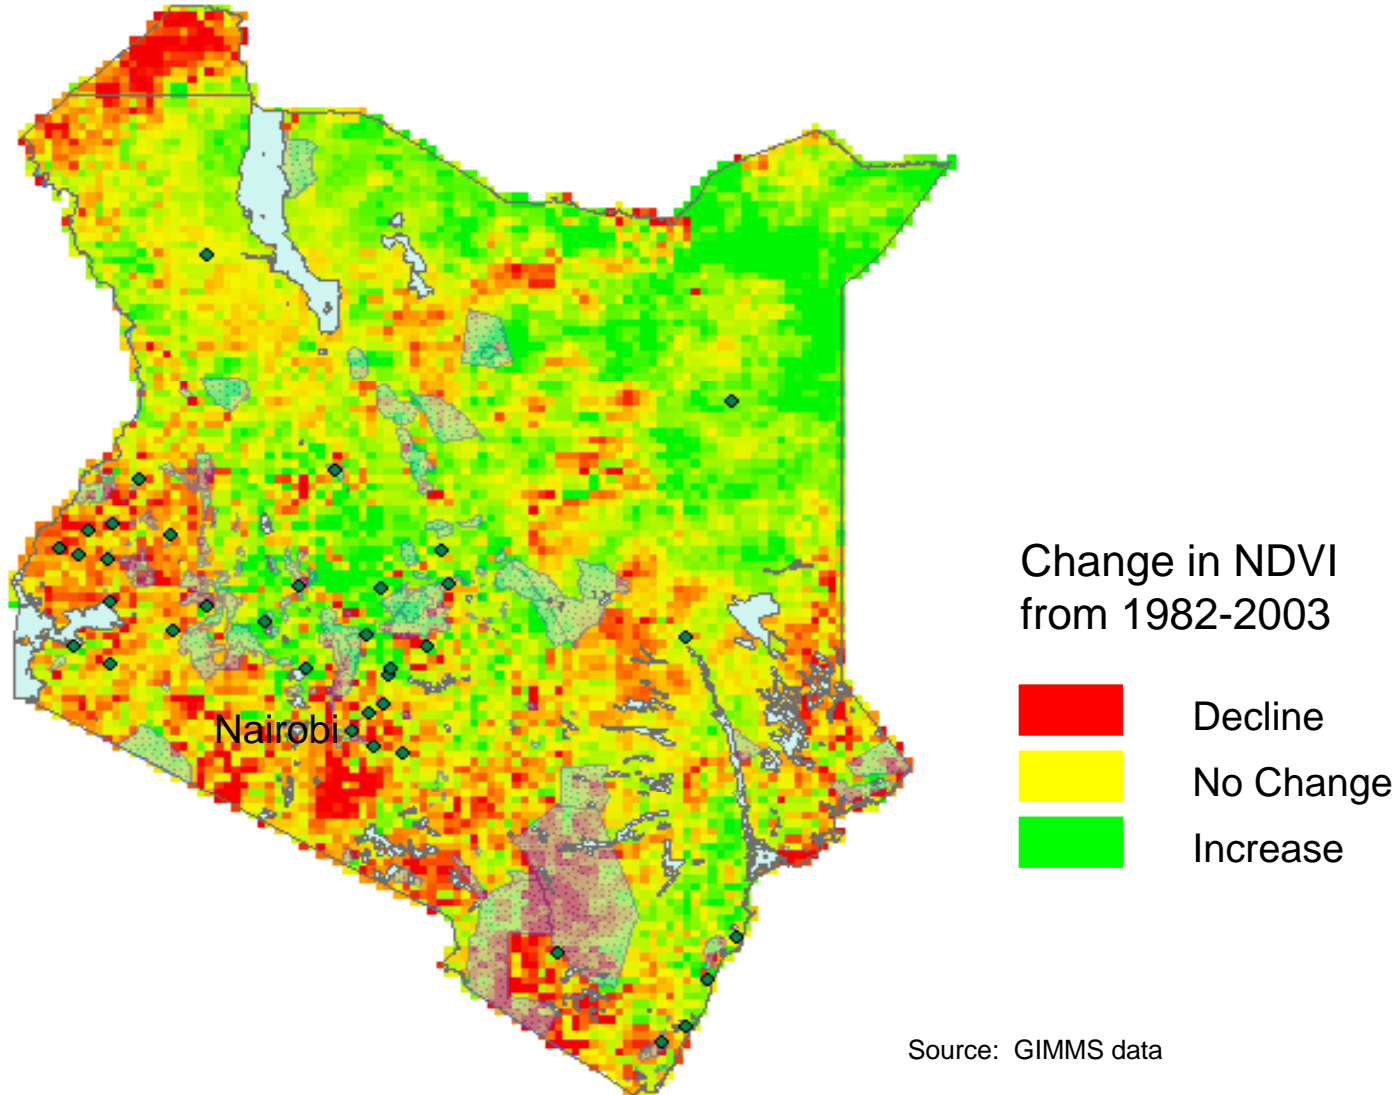 Nairobi
Change in NDVI
from 1982-2003
Decline
No Change
Increase
Source: GIMMS data